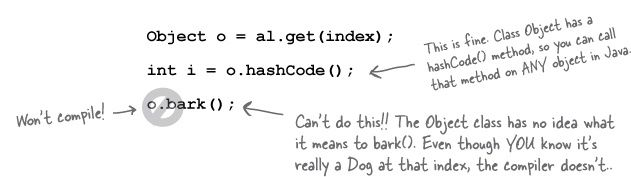 Object o = al.get(index);
int i = o.hashCode();
This is fine. Class Object has a
hashCode() method, so you can call
that method on ANY object in Java.
Won't compile!
o.bark();
Can't do this!! The Object class has no idea what
it means to bark(). Even though YOU know it's
really a Dog at that index, the compiler doesn't..